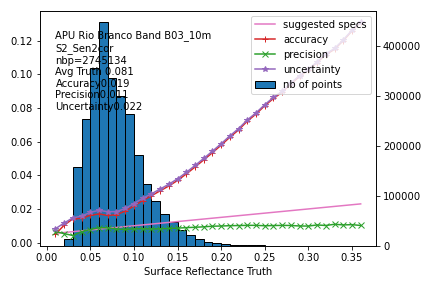 APU Rio Branco Band B03_10m
S2_Sen2cor
nbp=2745134
Avg Truth 0.081
Accuracy0.019
Precision0.011
Uncertainty0.022
suggested specs
accuracy
precision
uncertainty
nb of points
0.12
0.10
0.08
0.06
0.04
0.02
0.00
400000
300000
200000
100000
0
0.00 0.05 0.10 0.15 0.20 0.25 0.30 0.35
Surface Reflectance Truth